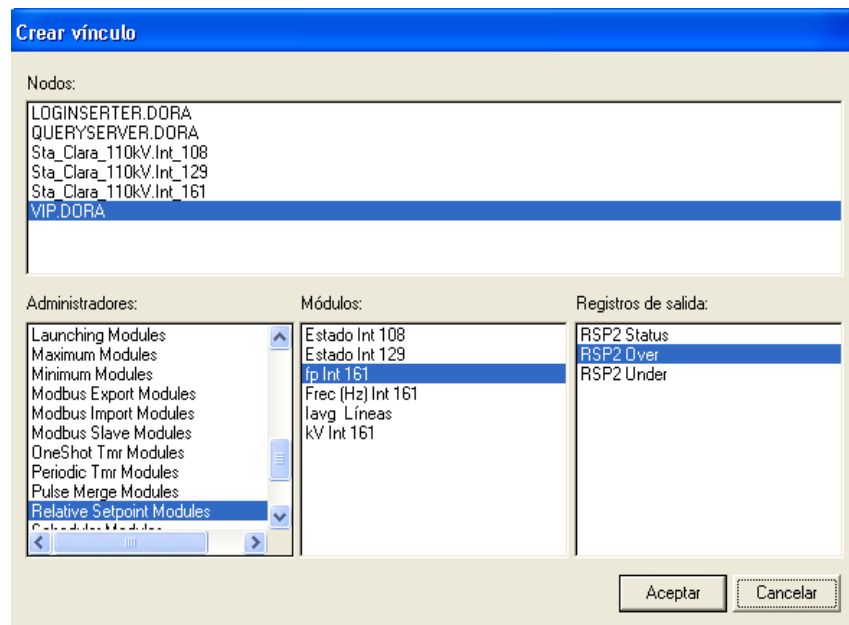 Crear vínculo
Nodos:
LOGINSERTER.DORA
QUERYSERVER.DORA
Sta_Clara_110kV.Int_108
Sta_Clara_110kV.Int_129
Sta_Clara_110kV.Int_161
VIP.DORA
Administradores:
Launching Modules
Maximum Modules
Minimum Modules
Modbus Export Modules
Modbus Import Modules
Modbus Slave Modules
OneShot Tmr Modules
Periodic Tmr Modules
Pulse Merge Modules
Relative Setpoint Modules
Módulos:
Estado Int 108
Estado Int 129
fp Int 161
Frec (Hz) Int 161
Iavg Líneas
kV Int 161
Registros de salida:
RSP2 Status
RSP2 Over
RSP2 Under
Aceptar
Cancelar